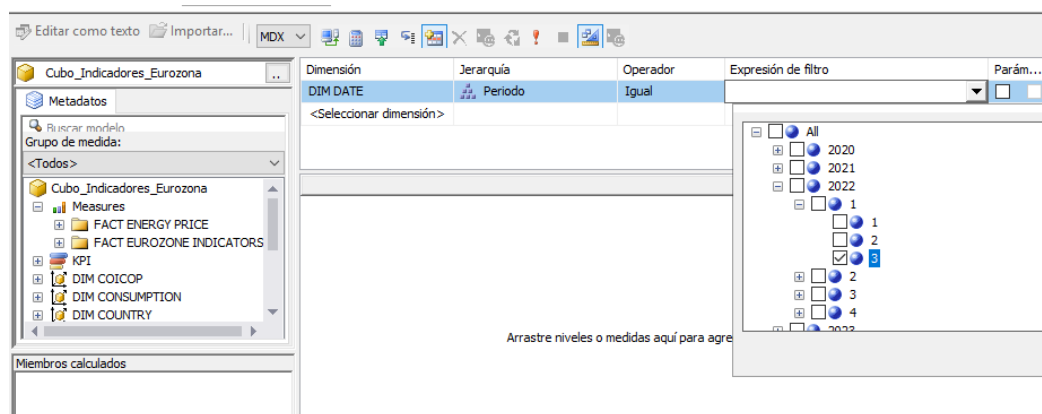 Editar como texto Importar... MDX
Cubo_Indicadores_Eurozona ..
Metadatos
Buscar modelo
Grupo de medida:
<Todos>
Cubo_Indicadores_Eurozona
Measures
FACT ENERGY PRICE
FACT EUROZONE INDICATORS
KPI
DIM COICOP
DIM CONSUMPTION
DIM COUNTRY
Miembros calculados
Dimensión Jerarquía Operador Expresión de filtro Parám...
DIM DATE Periodo Igual
<Seleccionar dimensión>
All
2020
2021
2022
1
1
2
3
2
3
4
2023
Arrastre niveles o medidas aquí para agre